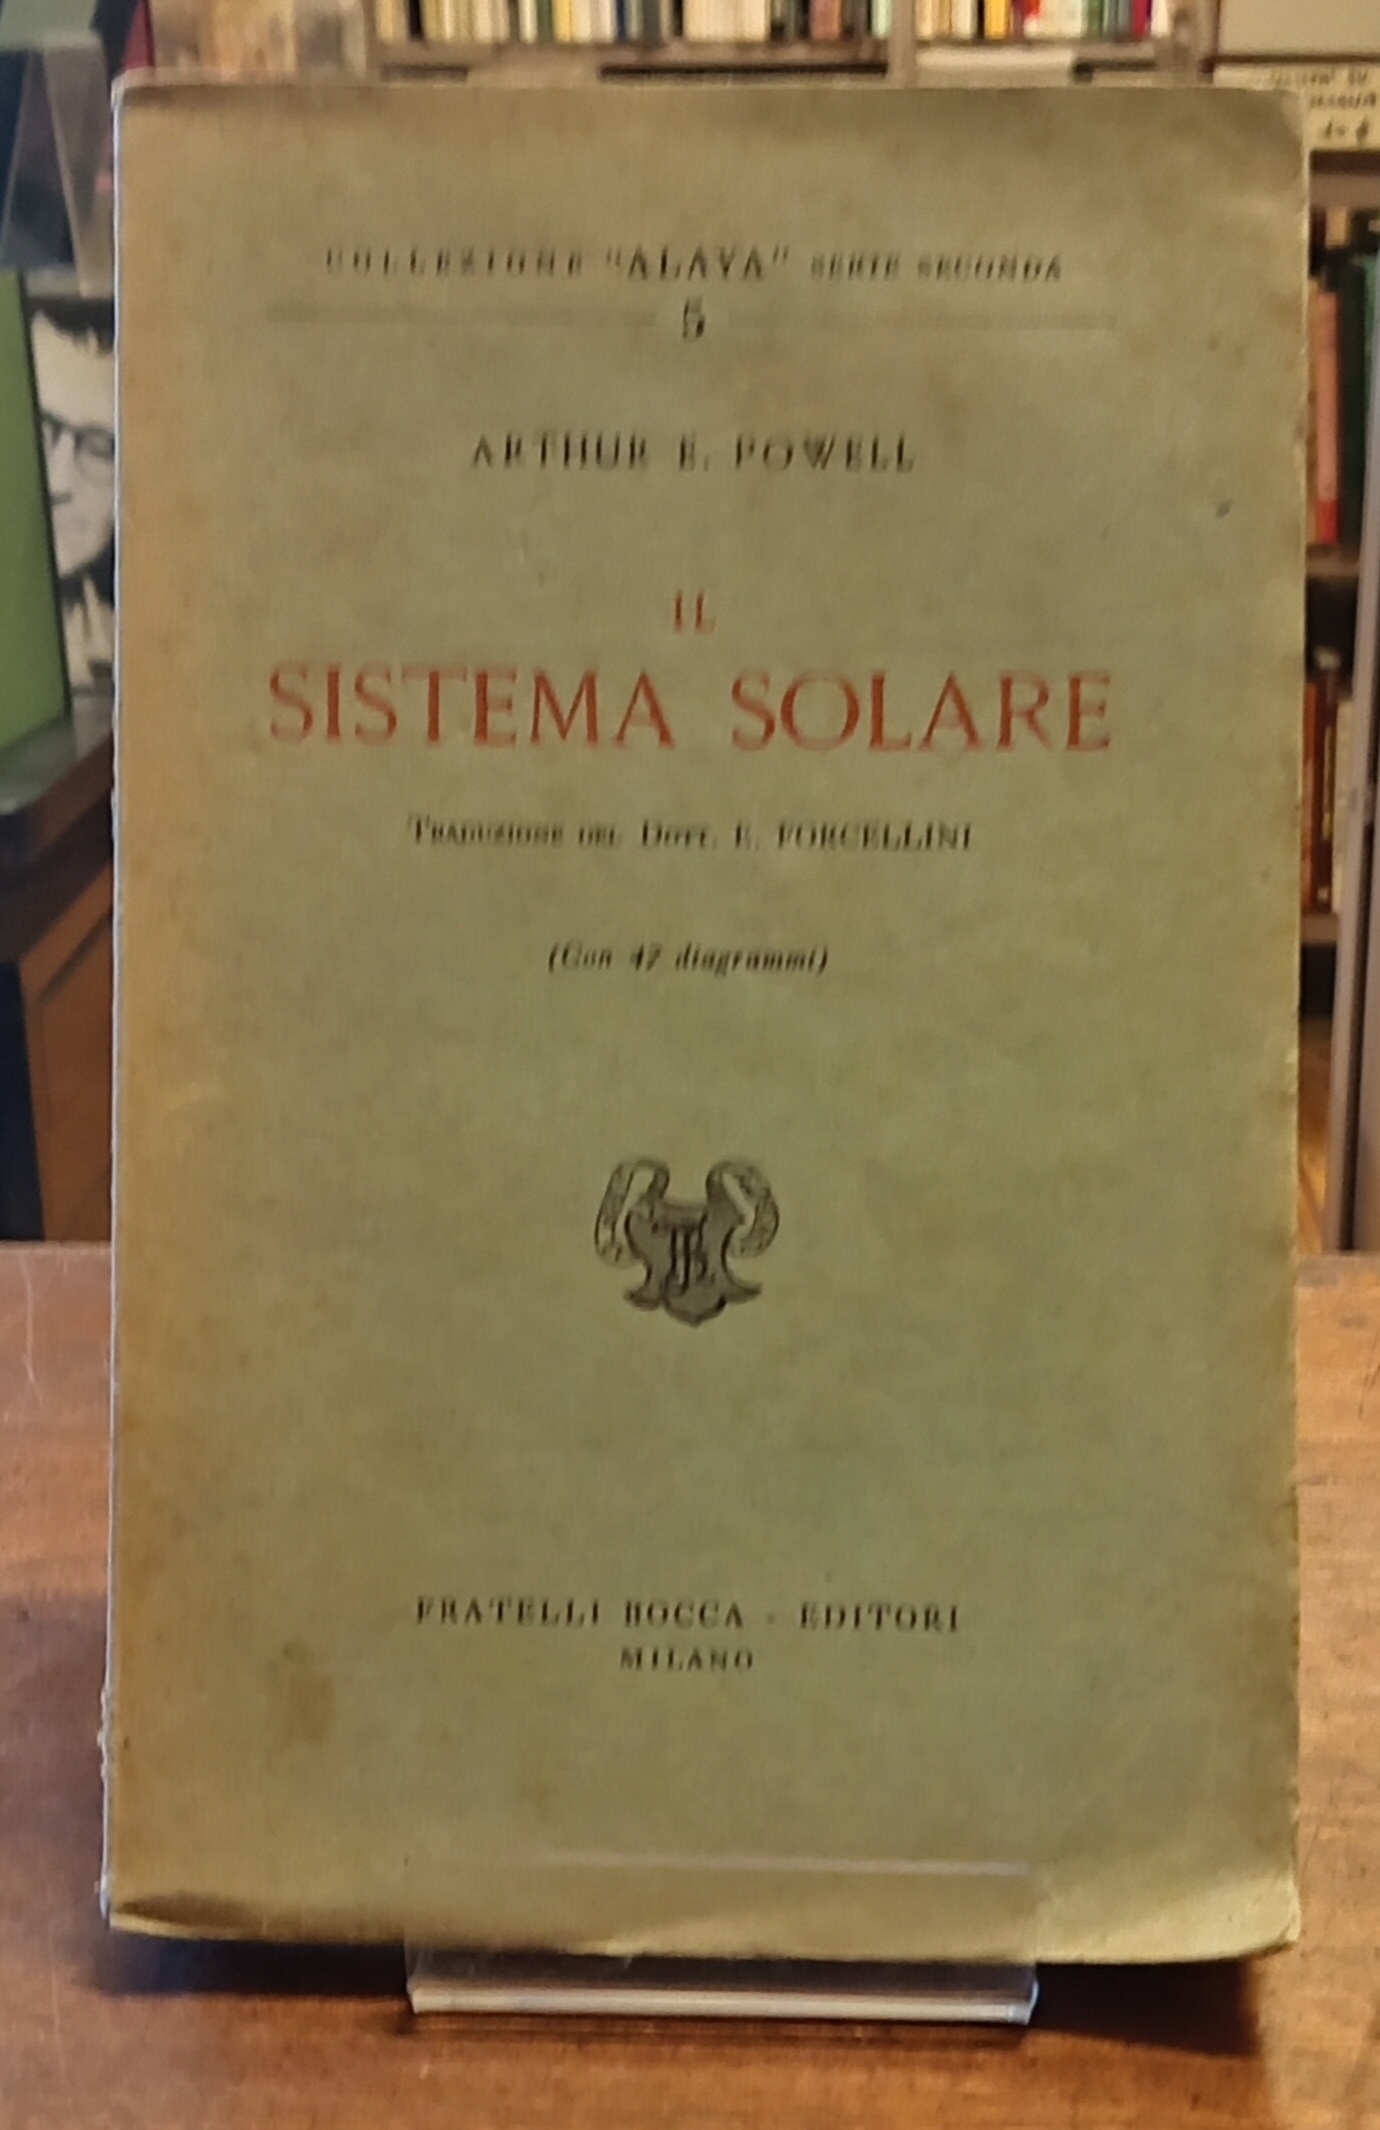 COLLEZIONE "ALAYA" SERIE SECONDA
5
ARTHUR E. POWELL
IL
SISTEMA SOLARE
TRADUZIONE DEL DOTT. E. FORCELLINI
(Con 47 diagrammi)
FRATELLI BOCCA - EDITORI
MILANO